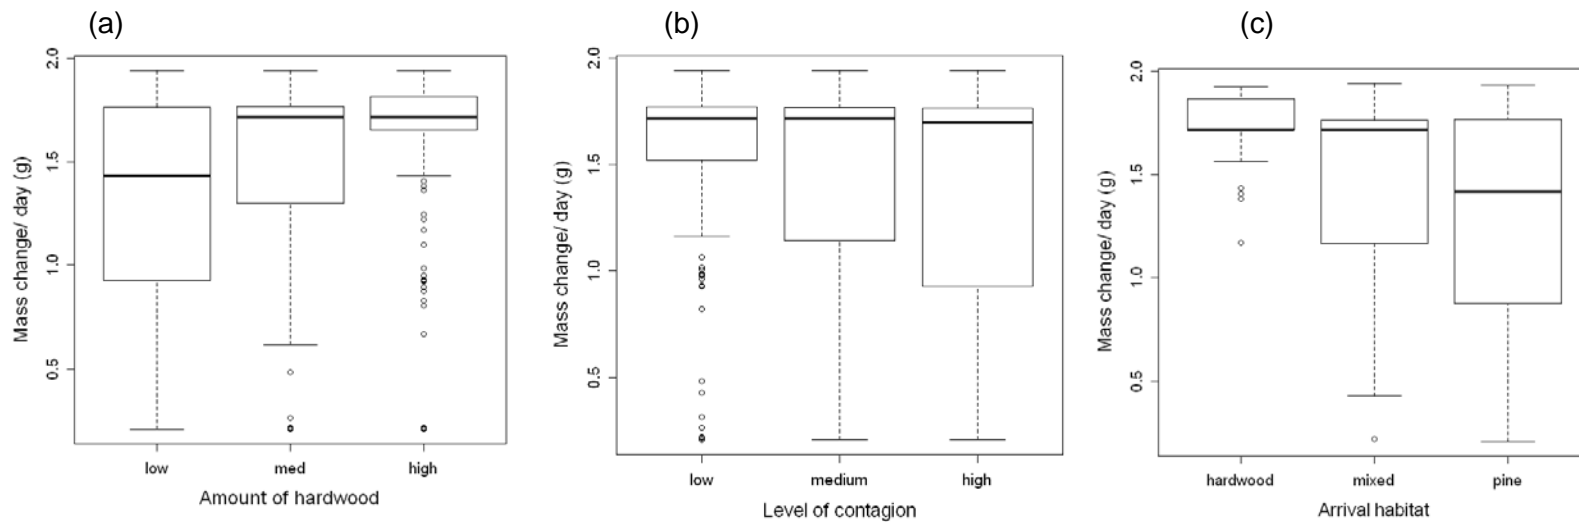 (a)
Mass change/ day (g)
2.0
1.5
1.0
0.5
low med high
Amount of hardwood
(b)
Mass change/ day (g)
2.0
1.5
1.0
0.5
low medium high
Level of contagion
(c)
Mass change/ day (g)
2.0
1.5
1.0
0.5
hardwood mixed pine
Arrival habitat